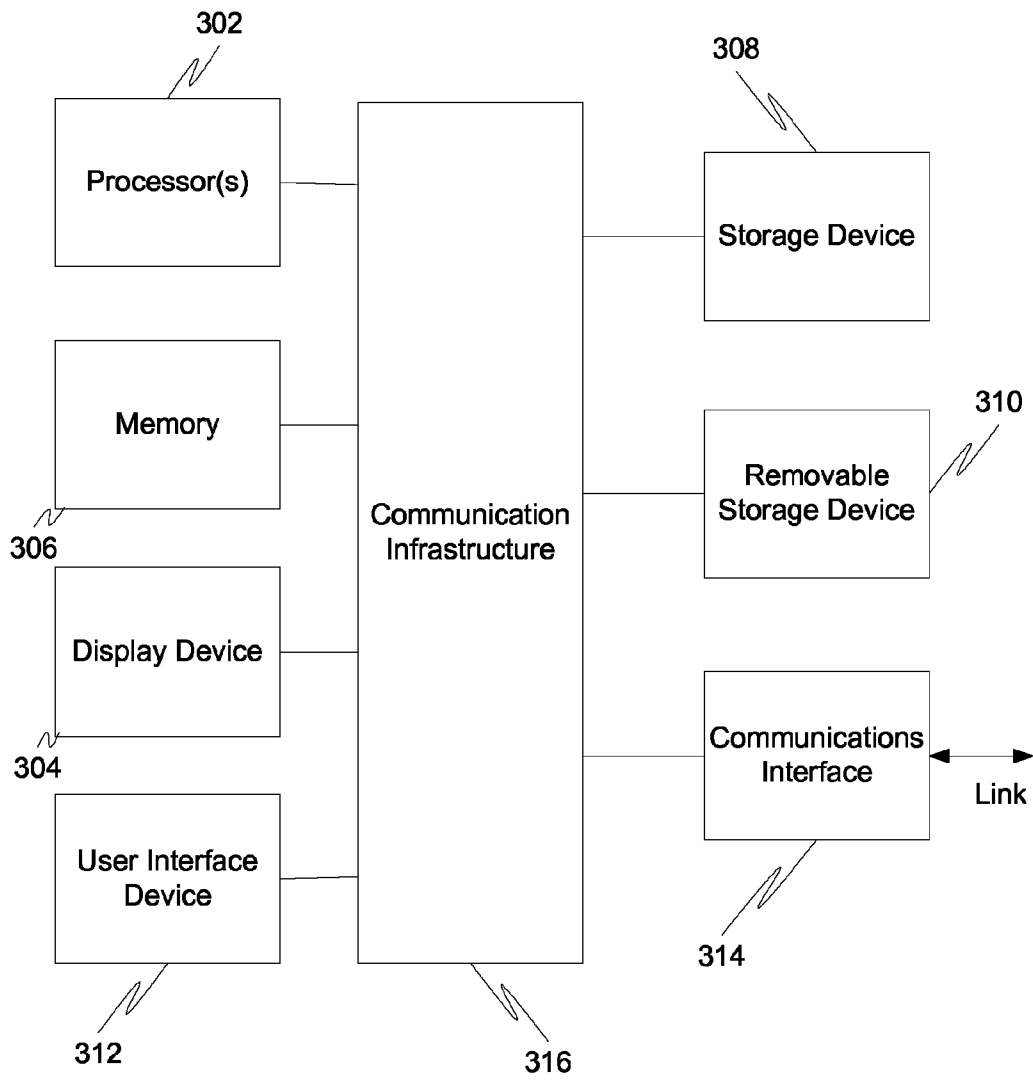 302
308
Processor(s)
Storage Device
Memory
306
310
Removable
Storage Device
Communication
Infrastructure
Display Device
304
Communications
Interface
Link
User Interface
Device
314
312
316